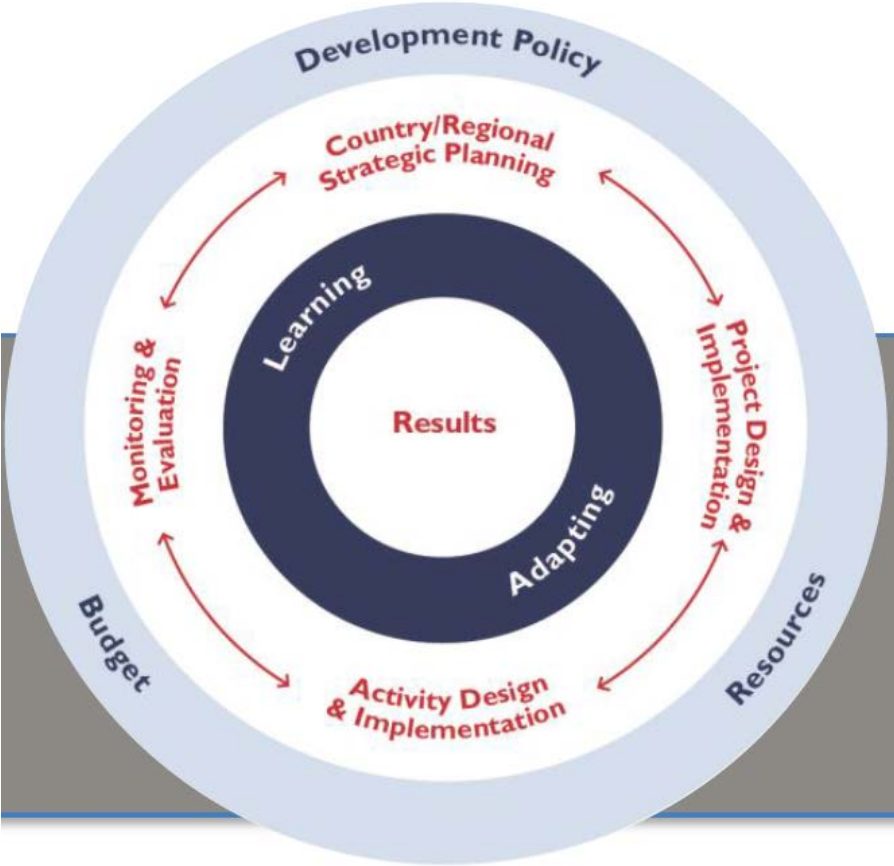 Development Policy
Country/Regional
Strategic Planning
Learning
Monitoring &
Evaluation
Results
Project Design &
Implementation
Adapting
Budget
Resources
Activity Design
& Implementation